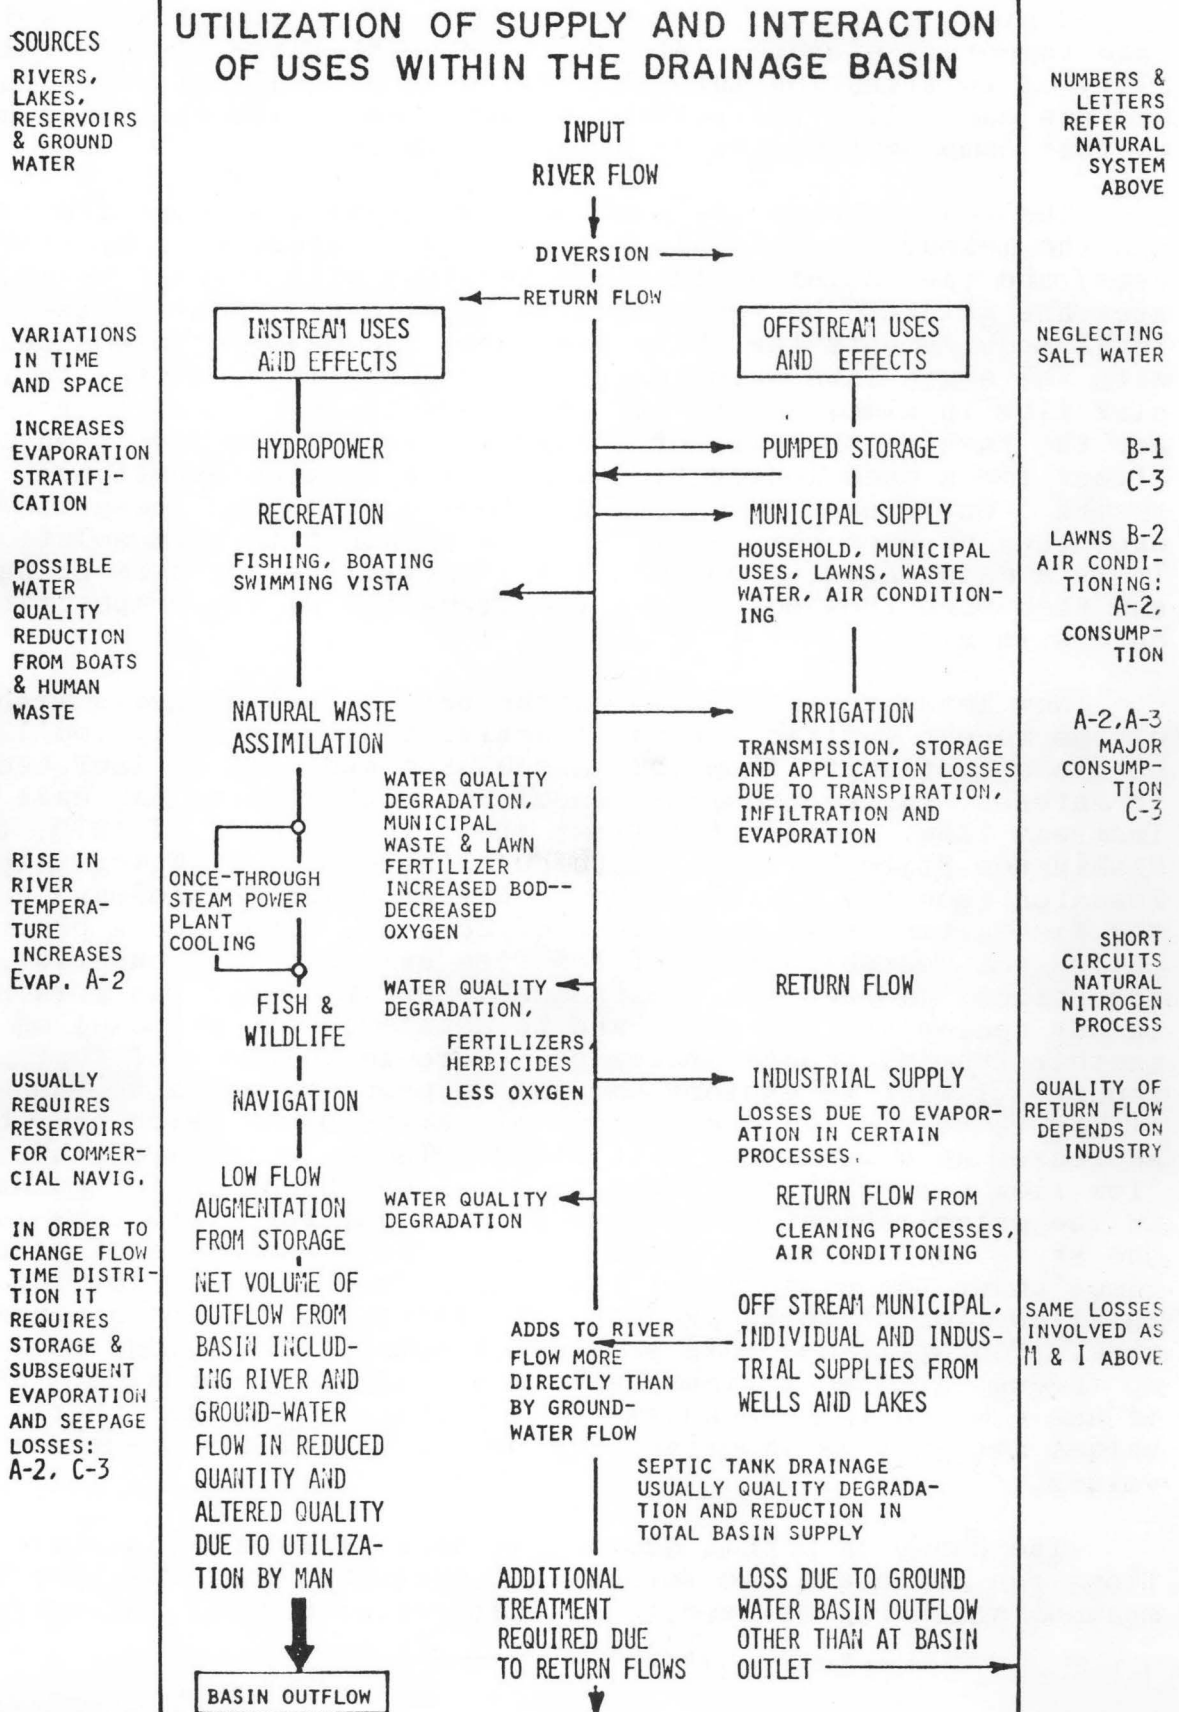 UTILIZATION OF SUPPLY AND INTERACTION
OF USES WITHIN THE DRAINAGE BASIN
SOURCES
RIVERS,
LAKES,
RESERVOIRS
& GROUND
WATER
NUMBERS &
LETTERS
REFER TO
NATURAL
SYSTEM
ABOVE
INPUT
RIVER FLOW
DIVERSION
RETURN FLOW
VARIATIONS
IN TIME
AND SPACE
INSTREAM USES
AND EFFECTS
OFFSTREAM USES
AND EFFECTS
NEGLECTING
SALT WATER
INCREASES
EVAPORATION
STRATIFI-
CATION
HYDROPOWER
PUMPED STORAGE
B-1
C-3
RECREATION
FISHING, BOATING
SWIMMING VISTA
MUNICIPAL SUPPLY
HOUSEHOLD, MUNICIPAL
USES, LAWNS, WASTE
WATER, AIR CONDITION-
ING
LAWNS B-2
AIR CONDI-
TIONING:
A-2,
CONSUMP-
TION
POSSIBLE
WATER
QUALITY
REDUCTION
FROM BOATS
& HUMAN
WASTE
NATURAL WASTE
ASSIMILATION
IRRIGATION
TRANSMISSION, STORAGE
AND APPLICATION LOSSES
DUE TO TRANSPIRATION,
INFILTRATION AND
EVAPORATION
A-2,A-3
MAJOR
CONSUMP-
TION
C-3
WATER QUALITY
DEGRADATION,
MUNICIPAL
WASTE & LAWN
FERTILIZER
INCREASED BOD--
DECREASED
OXYGEN
RISE IN
RIVER
TEMPERA-
TURE
INCREASES
EVAP. A-2
ONCE-THROUGH
STEAM POWER
PLANT
COOLING
FISH &
WILDLIFE
WATER QUALITY
DEGRADATION,
FERTILIZERS,
HERBICIDES
LESS OXYGEN
RETURN FLOW
SHORT
CIRCUITS
NATURAL
NITROGEN
PROCESS
USUALLY
REQUIRES
RESERVOIRS
FOR COMMER-
CIAL NAVIG.
NAVIGATION
INDUSTRIAL SUPPLY
LOSSES DUE TO EVAPOR-
ATION IN CERTAIN
PROCESSES.
QUALITY OF
RETURN FLOW
DEPENDS ON
INDUSTRY
LOW FLOW
AUGMENTATION
FROM STORAGE
WATER QUALITY
DEGRADATION
RETURN FLOW FROM
CLEANING PROCESSES,
AIR CONDITIONING
IN ORDER TO
CHANGE FLOW
TIME DISTRI-
TION IT
REQUIRES
STORAGE &
SUBSEQUENT
EVAPORATION
AND SEEPAGE
LOSSES:
A-2, C-3
NET VOLUME OF
OUTFLOW FROM
BASIN INCLUD-
ING RIVER AND
GROUND-WATER
FLOW IN REDUCED
QUANTITY AND
ALTERED QUALITY
DUE TO UTILIZA-
TION BY MAN
ADDS TO RIVER
FLOW MORE
DIRECTLY THAN
BY GROUND-
WATER FLOW
OFF STREAM MUNICIPAL,
INDIVIDUAL AND INDUS-
TRIAL SUPPLIES FROM
WELLS AND LAKES
SAME LOSSES
INVOLVED AS
M & I ABOVE
SEPTIC TANK DRAINAGE
USUALLY QUALITY DEGRADA-
TION AND REDUCTION IN
TOTAL BASIN SUPPLY
ADDITIONAL
TREATMENT
REQUIRED DUE
TO RETURN FLOWS
LOSS DUE TO GROUND
WATER BASIN OUTFLOW
OTHER THAN AT BASIN
OUTLET
BASIN OUTFLOW